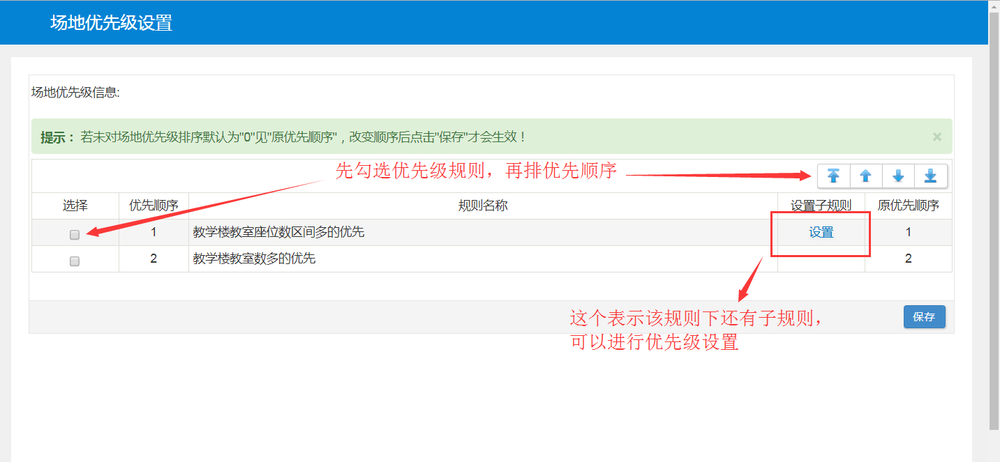 场地优先级设置
场地优先级信息:
提示： 若未对场地优先级排序默认为"0"见"原优先顺序"，改变顺序后点击"保存"才会生效！ ×
先勾选优先级规则，再排优先顺序
选择 优先顺序 规则名称 设置子规则 原优先顺序
1 教学楼教室座位数区间多的优先 设置 1
2 教学楼教室数多的优先 2
这个表示该规则下还有子规则，
可以进行优先级设置
保存